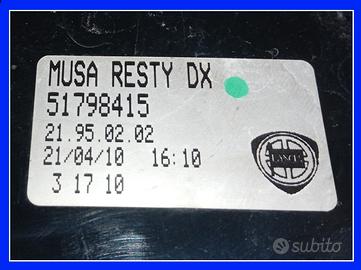 MUSA RESTY DX
51798415
21.95.02.02
21/04/10 16:10
3 17 10
LANCIA
subito